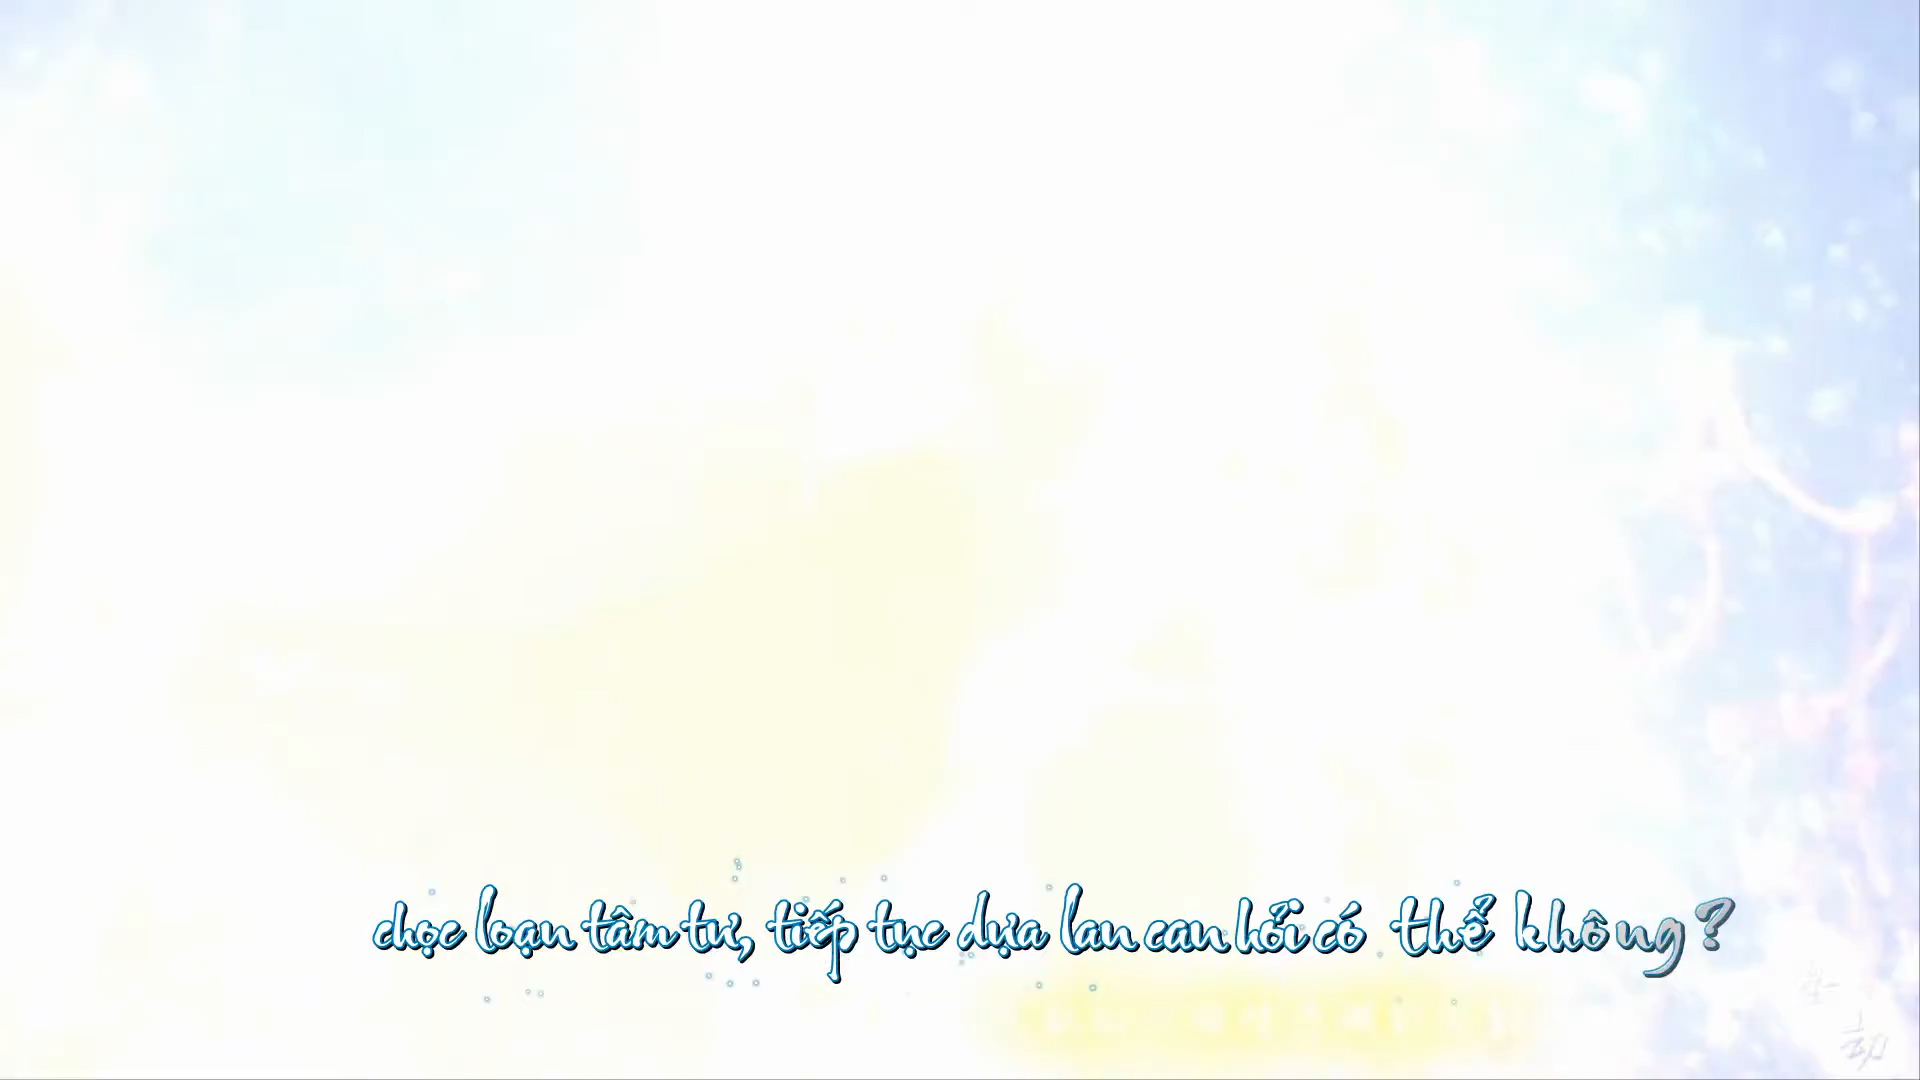 chọc loạn tâm tư, tiếp tục dựa lan can hỏi có thể không?